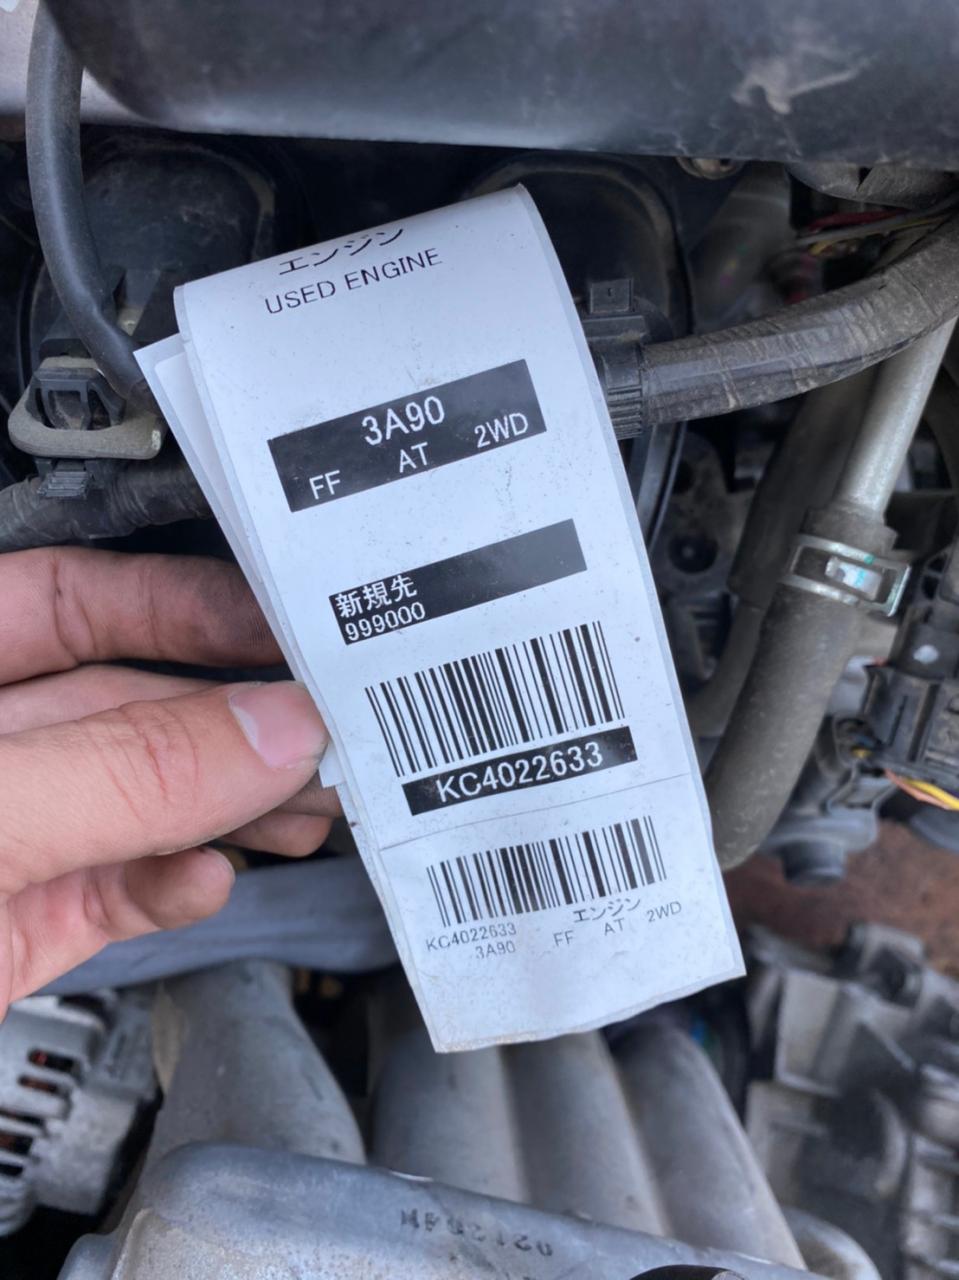 エンジン
USED ENGINE
3A90
FF AT 2WD
新規先
999000
KC4022633
エンジン
KC4022633
3A90 FF AT 2WD